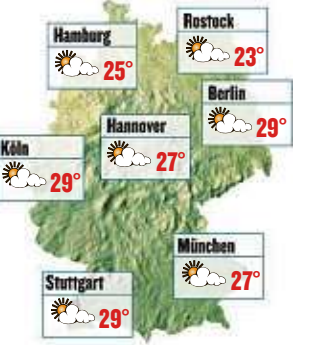 Rostock
23°
Hamburg
25°
Berlin
29°
Hannover
27°
Köln
29°
München
27°
Stuttgart
29°